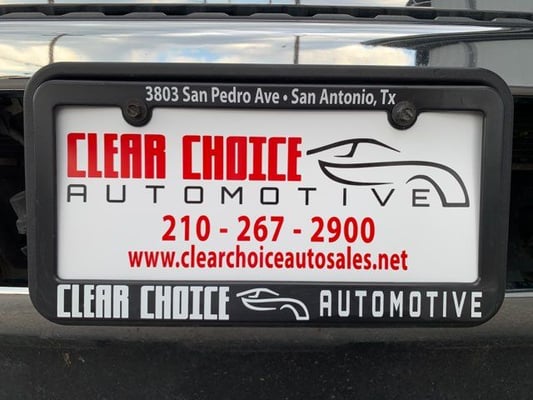 3803 San Pedro Ave • San Antonio, Tx
CLEAR CHOICE
AUTOMOTIVE
210 - 267 - 2900
www.clearchoiceautosales.net
CLEAR CHOICE AUTOMOTIVE